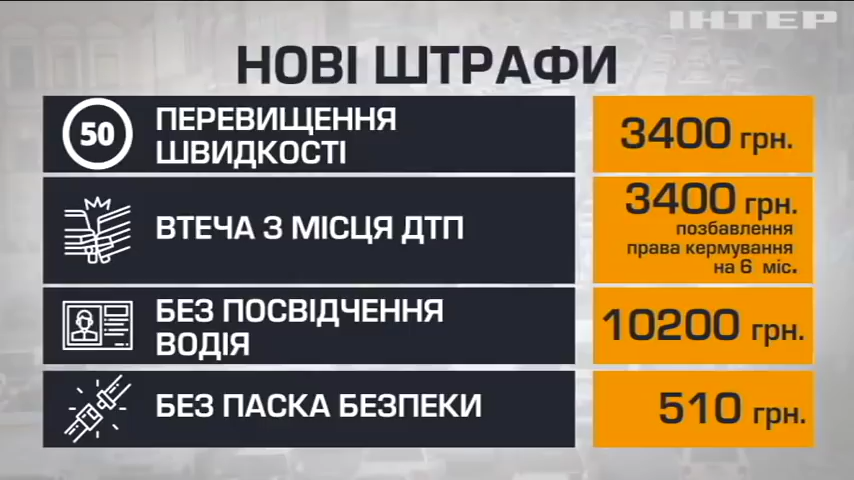 ІНТЕР
НОВІ ШТРАФИ
50
ПЕРЕВИЩЕННЯ
ШВИДКОСТІ
3400 грн.
ВТЕЧА З МІСЦЯ ДТП
3400 грн.
позбавлення
права кермування
на 6 міс.
БЕЗ ПОСВІДЧЕННЯ
ВОДІЯ
10200 грн.
БЕЗ ПАСКА БЕЗПЕКИ
510 грн.